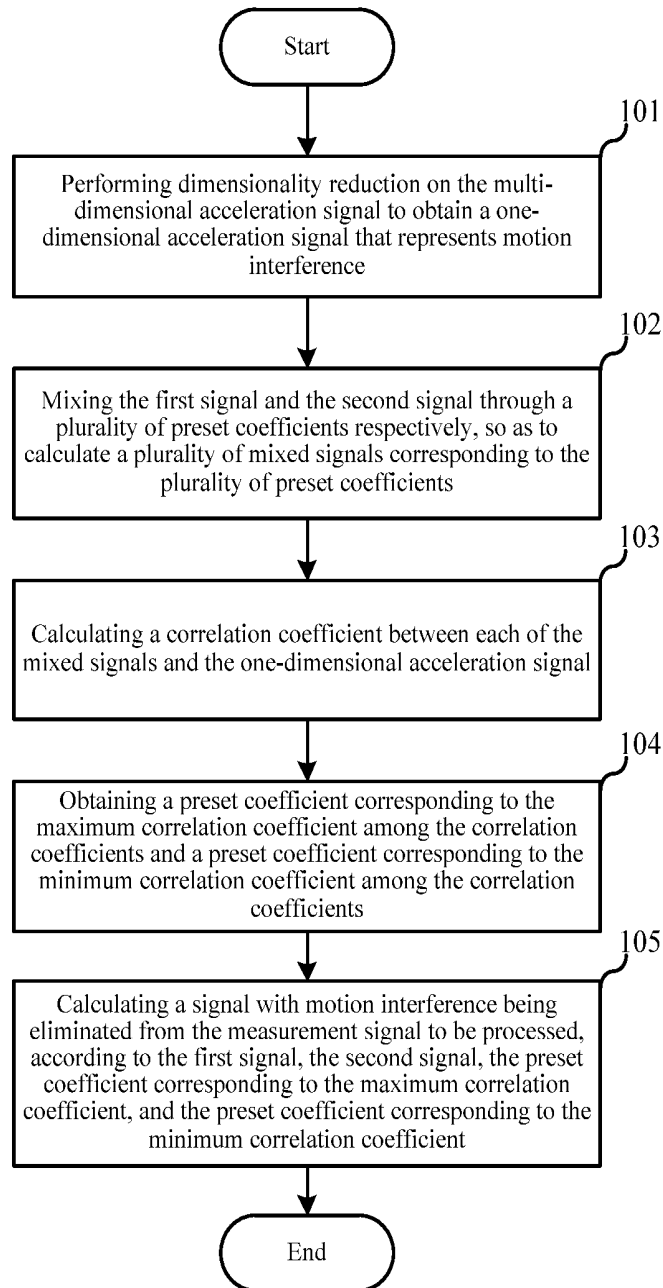 Start
101
Performing dimensionality reduction on the multi-
dimensional acceleration signal to obtain a one-
dimensional acceleration signal that represents motion
interference
102
Mixing the first signal and the second signal through a
plurality of preset coefficients respectively, so as to
calculate a plurality of mixed signals corresponding to the
plurality of preset coefficients
103
Calculating a correlation coefficient between each of the
mixed signals and the one-dimensional acceleration signal
104
Obtaining a preset coefficient corresponding to the
maximum correlation coefficient among the correlation
coefficients and a preset coefficient corresponding to the
minimum correlation coefficient among the correlation
coefficients
105
Calculating a signal with motion interference being
eliminated from the measurement signal to be processed,
according to the first signal, the second signal, the preset
coefficient corresponding to the maximum correlation
coefficient, and the preset coefficient corresponding to the
minimum correlation coefficient
End